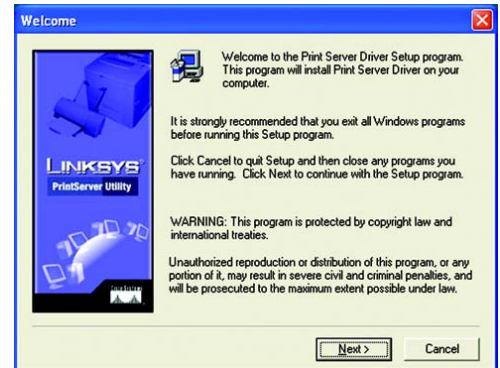 Welcome
Welcome to the Print Server Driver Setup program.
This program will install Print Server Driver on your
computer.
It is strongly recommended that you exit all Windows programs
before running this Setup program.
Click Cancel to quit Setup and then close any programs you
have running. Click Next to continue with the Setup program.
WARNING: This program is protected by copyright law and
international treaties.
Unauthorized reproduction or distribution of this program, or any
portion of it, may result in severe civil and criminal penalties, and
will be prosecuted to the maximum extent possible under law.
LINKSYS®
PrintServer Utility
Next >
Cancel